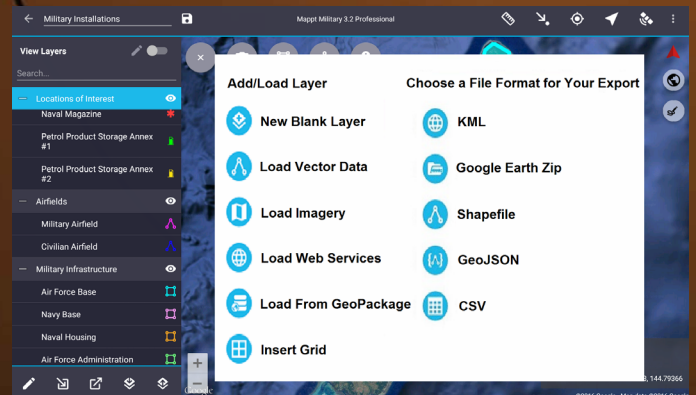 Military Installations
Mappt Military 3.2 Professional
View Layers
Search...
Locations of Interest
Naval Magazine
Petrol Product Storage Annex
#1
Petrol Product Storage Annex
#2
Airfields
Military Airfield
Civilian Airfield
Military Infrastructure
Air Force Base
Navy Base
Naval Housing
Air Force Administration
Add/Load Layer
New Blank Layer
Load Vector Data
Load Imagery
Load Web Services
Load From GeoPackage
Insert Grid
Choose a File Format for Your Export
KML
Google Earth Zip
Shapefile
GeoJSON
CSV
Google
, 144.79366